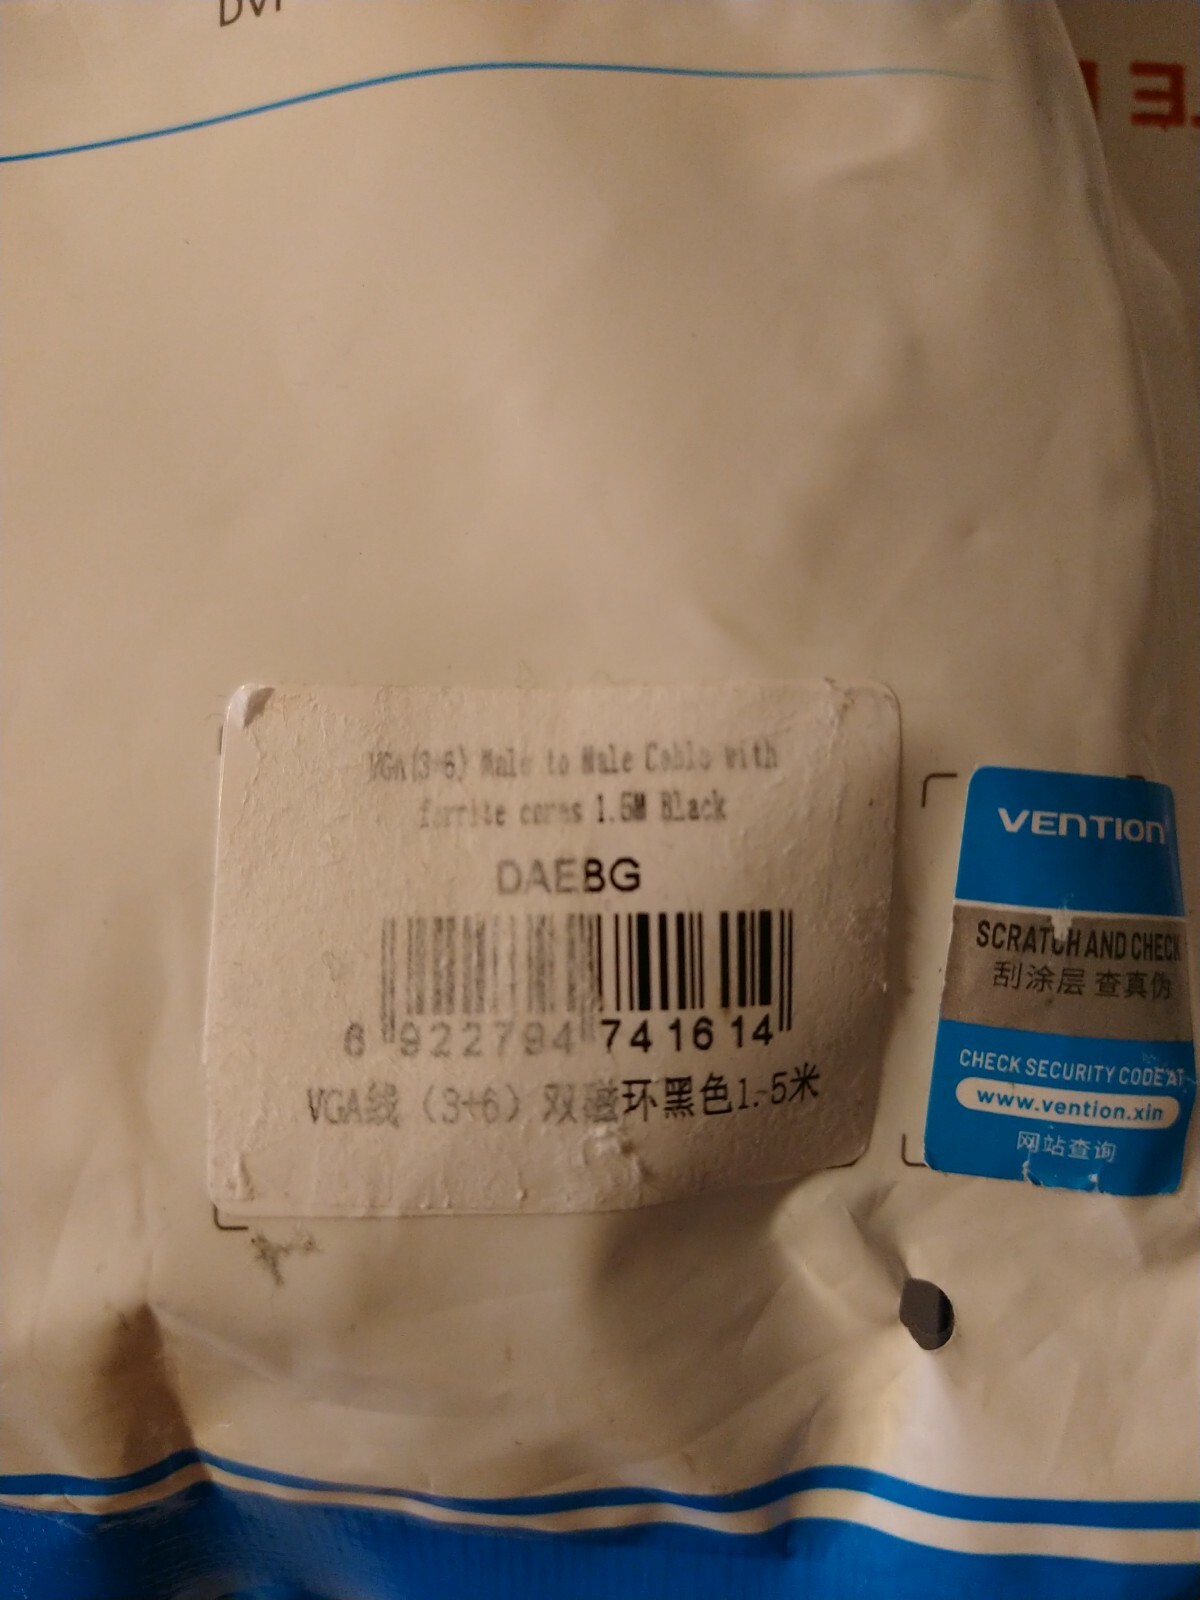 DVI
VGA(3+6) Male to Male Cable with
ferrite cores 1.5M Black
DAEBG
6 922794 741614
VGA线（3+6）双磁环黑色1.5米
VENTION
SCRATCH AND CHECK
刮涂层 查真伪
CHECK SECURITY CODE AT
www.vention.xin
网站查询